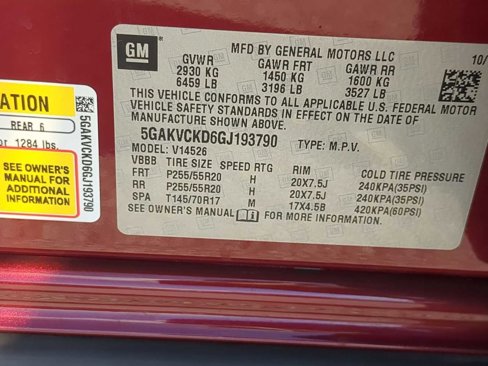 GM
MFD BY GENERAL MOTORS LLC
10/
GVWR GAWR FRT GAWR RR
2930 KG 1450 KG 1600 KG
6459 LB 3196 LB 3527 LB
THIS VEHICLE CONFORMS TO ALL APPLICABLE U.S. FEDERAL MOTOR
VEHICLE SAFETY STANDARDS IN EFFECT ON THE DATE OF
MANUFACTURE SHOWN ABOVE.
5GAKVCKD6GJ193790
MODEL: V14526 TYPE: M.P.V.
VBBB TIRE SIZE SPEED RTG RIM COLD TIRE PRESSURE
FRT P255/55R20 H 20X7.5J 240KPA(35PSI)
RR P255/55R20 H 20X7.5J 240KPA(35PSI)
SPA T145/70R17 M 17X4.5B 420KPA(60PSI)
SEE OWNER'S MANUAL FOR MORE INFORMATION.
ATION
REAR 6
or 1284 lbs.
SEE OWNER'S
MANUAL FOR
ADDITIONAL
INFORMATION
5GAKVCKD6GJ193790